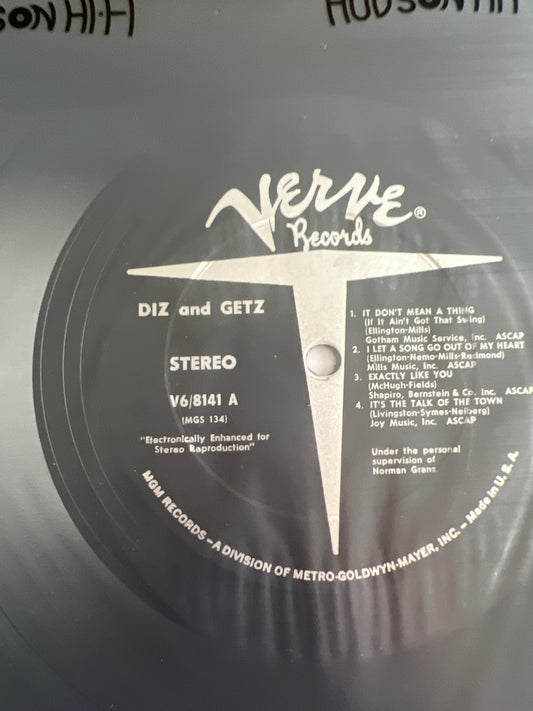 SON HI-FI
HUDSON HI-FI
VERVE®
Records
DIZ and GETZ
STEREO
V6/8141 A
(MGS 134)
"Electronically Enhanced for
Stereo Reproduction"
1. IT DON'T MEAN A THING
(If It Ain't Got That Swing)
(Ellington-Mills)
Gotham Music Service, Inc. ASCAP
2. I LET A SONG GO OUT OF MY HEART
(Ellington-Nemo-Mills-Redmond)
Mills Music, Inc. ASCAP
3. EXACTLY LIKE YOU
(McHugh-Fields)
Shapiro, Bernstein & Co. Inc. ASCAP
4. IT'S THE TALK OF THE TOWN
(Livingston-Symes-Neiberg)
Joy Music, Inc. ASCAP
Under the personal
supervision of
Norman Granz
MGM RECORDS – A DIVISION OF METRO-GOLDWYN-MAYER, INC. – Made in U.S.A.